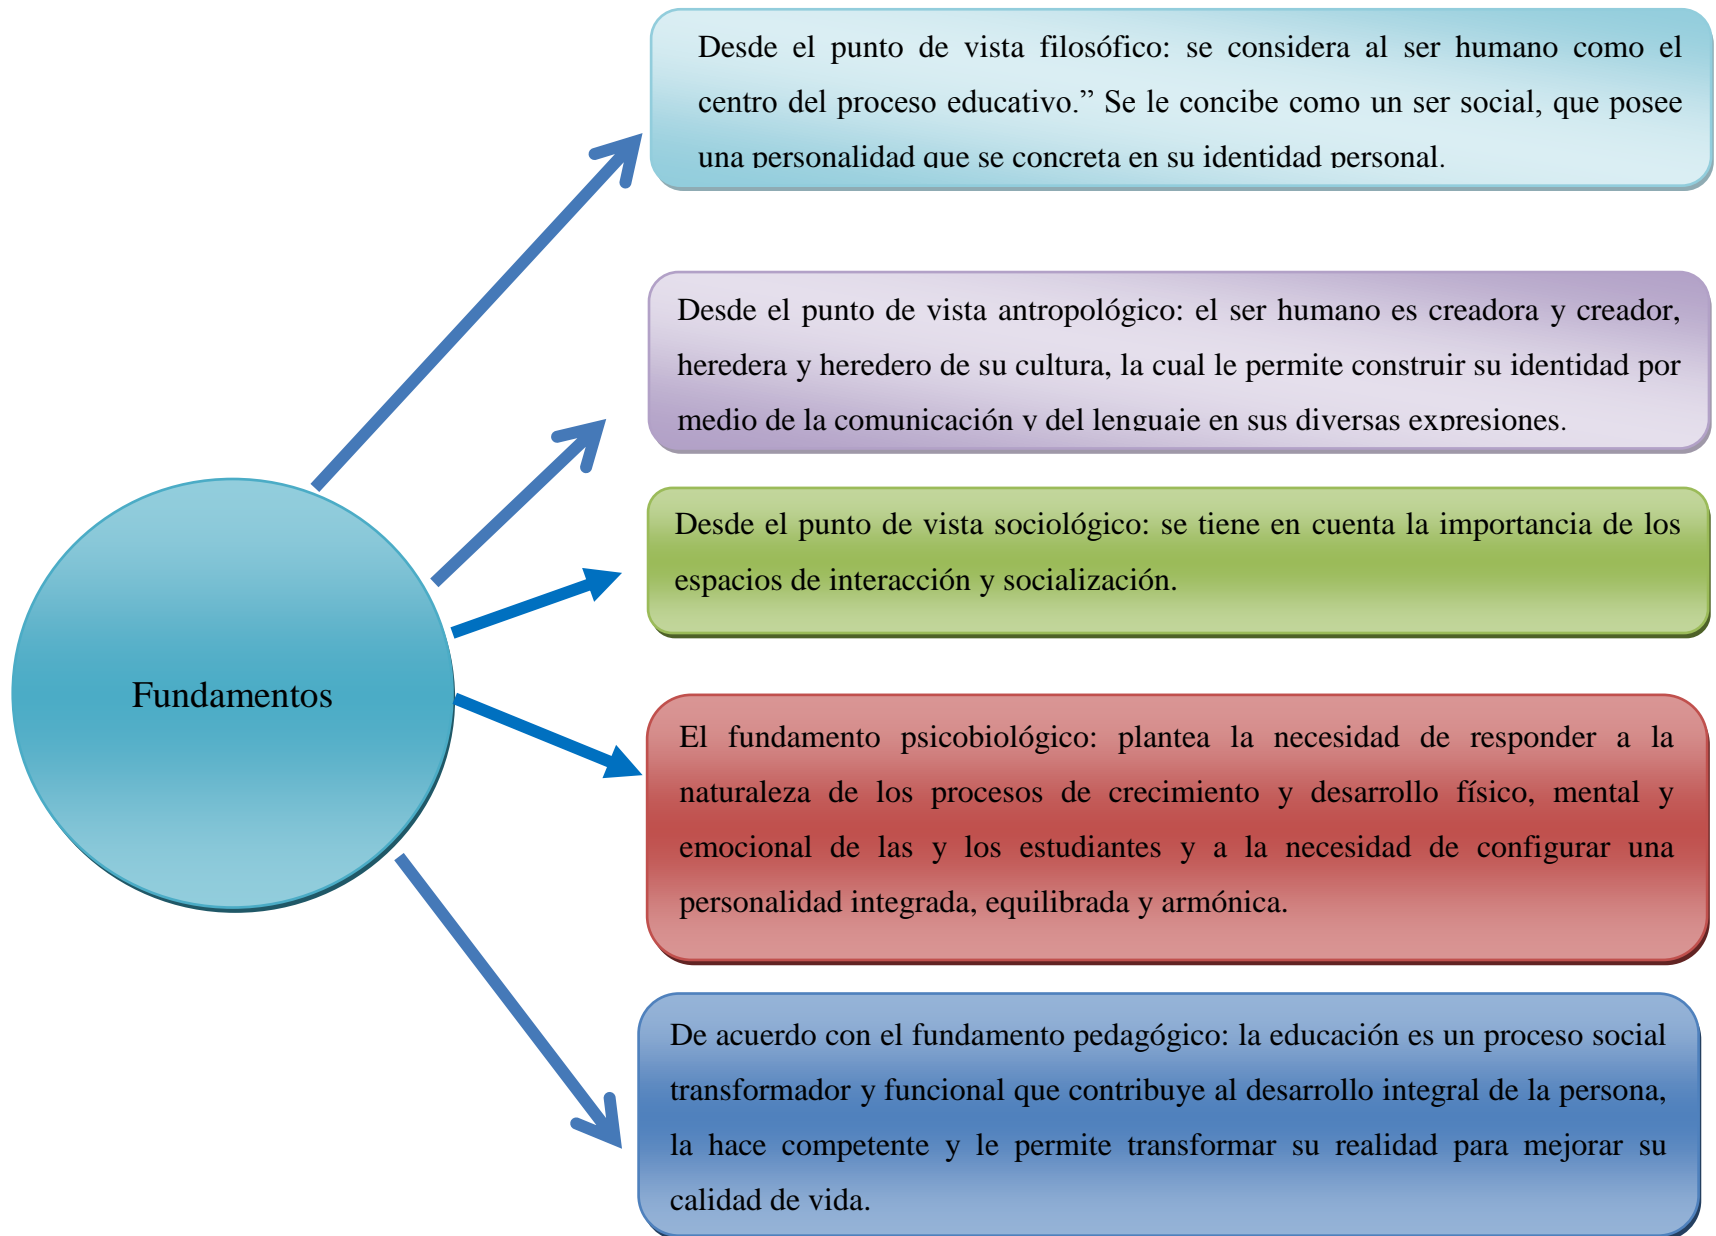 Desde el punto de vista filosófico: se considera al ser humano como el
centro del proceso educativo.” Se le concibe como un ser social, que posee
una personalidad que se concreta en su identidad personal.
Desde el punto de vista antropológico: el ser humano es creadora y creador,
heredera y heredero de su cultura, la cual le permite construir su identidad por
medio de la comunicación y del lenguaje en sus diversas expresiones.
Desde el punto de vista sociológico: se tiene en cuenta la importancia de los
espacios de interacción y socialización.
Fundamentos
El fundamento psicobiológico: plantea la necesidad de responder a la
naturaleza de los procesos de crecimiento y desarrollo físico, mental y
emocional de las y los estudiantes y a la necesidad de configurar una
personalidad integrada, equilibrada y armónica.
De acuerdo con el fundamento pedagógico: la educación es un proceso social
transformador y funcional que contribuye al desarrollo integral de la persona,
la hace competente y le permite transformar su realidad para mejorar su
calidad de vida.